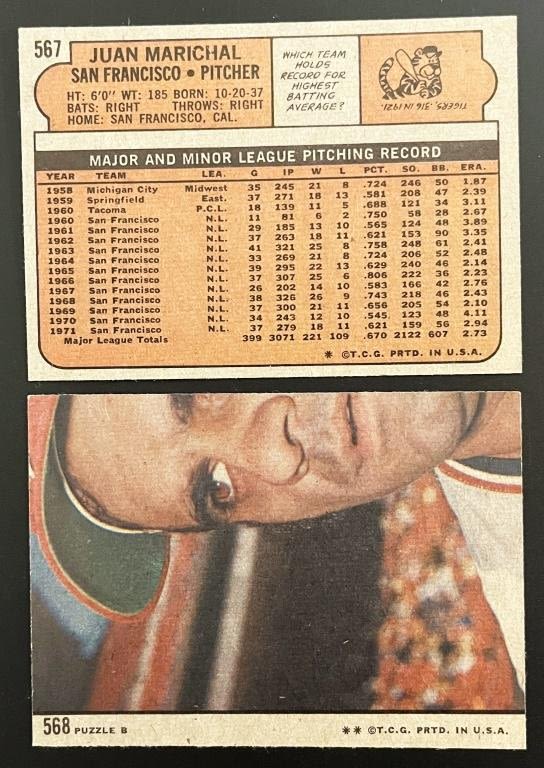 567
JUAN MARICHAL
SAN FRANCISCO • PITCHER
HT: 6'0" WT: 185 BORN: 10-20-37
BATS: RIGHT THROWS: RIGHT
HOME: SAN FRANCISCO, CAL.
WHICH TEAM
HOLDS
RECORD FOR
HIGHEST
BATTING
AVERAGE?
TIGERS, .316 IN 1921.
MAJOR AND MINOR LEAGUE PITCHING RECORD
YEAR TEAM LEA. G IP W L PCT. SO. BB. ERA.
1958 Michigan City Midwest 35 245 21 8 .724 246 50 1.87
1959 Springfield East. 37 271 18 13 .581 208 47 2.39
1960 Tacoma P.C.L. 18 139 11 5 .688 121 34 3.11
1960 San Francisco N.L. 11 81 6 2 .750 58 28 2.67
1961 San Francisco N.L. 29 185 13 10 .565 124 48 3.89
1962 San Francisco N.L. 37 263 18 11 .621 153 90 3.35
1963 San Francisco N.L. 41 321 25 8 .758 248 61 2.41
1964 San Francisco N.L. 33 269 21 8 .724 206 52 2.48
1965 San Francisco N.L. 39 295 22 13 .629 240 46 2.14
1966 San Francisco N.L. 37 307 25 6 .806 222 36 2.23
1967 San Francisco N.L. 26 202 14 10 .583 166 42 2.76
1968 San Francisco N.L. 38 326 26 9 .743 218 46 2.43
1969 San Francisco N.L. 37 300 21 11 .656 205 54 2.10
1970 San Francisco N.L. 34 243 12 10 .545 123 48 4.11
1971 San Francisco N.L. 37 279 18 11 .621 159 56 2.94
Major League Totals 399 3071 221 109 .670 2122 607 2.73
* ©T.C.G. PRTD. IN U.S.A.
568 PUZZLE B
** ©T.C.G. PRTD. IN U.S.A.